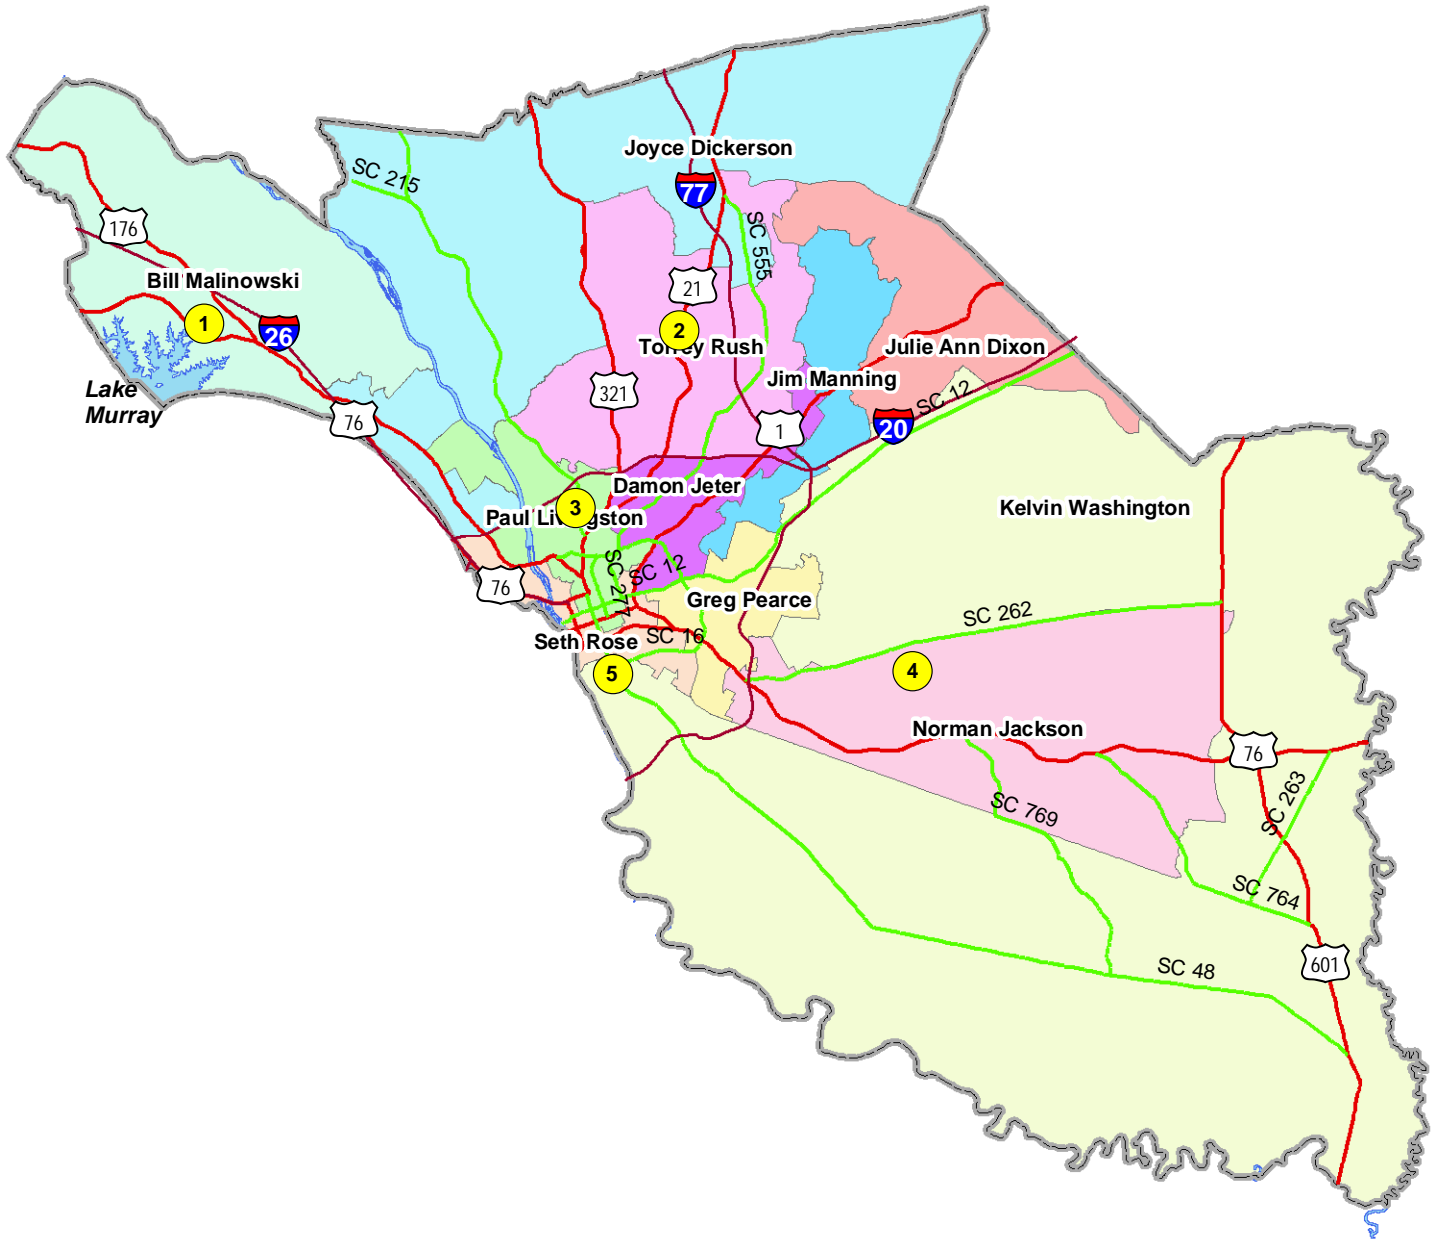 Joyce Dickerson
SC 215
77
176
SC 555
Bill Malinowski
21
1
2
26
Torrey Rush
Julie Ann Dixon
Jim Manning
Lake
Murray
321
SC 12
76
1
20
Damon Jeter
3
Kelvin Washington
Paul Livingston
SC 277
SC 12
76
Greg Pearce
SC 262
Seth Rose
SC 16
5
4
Norman Jackson
76
SC 263
SC 769
SC 764
601
SC 48